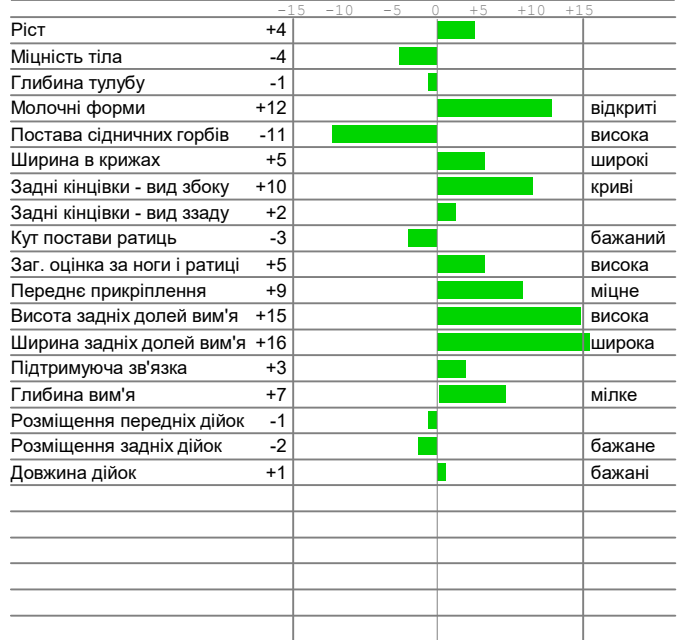 -15 -10 -5 0 +5 +10 +15
Ріст +4
Міцність тіла -4
Глибина тулубу -1
Молочні форми +12 відкриті
Постава сідничних горбів -11 висока
Ширина в крижах +5 широкі
Задні кінцівки - вид збоку +10 криві
Задні кінцівки - вид ззаду +2
Кут постави ратиць -3 бажаний
Заг. оцінка за ноги і ратиці +5 висока
Переднє прикріплення +9 міцне
Висота задніх долей вим'я +15 висока
Ширина задніх долей вим'я +16 широка
Підтримуюча зв'язка +3
Глибина вим'я +7 мілке
Розміщення передніх дійок -1
Розміщення задніх дійок -2 бажане
Довжина дійок +1 бажані